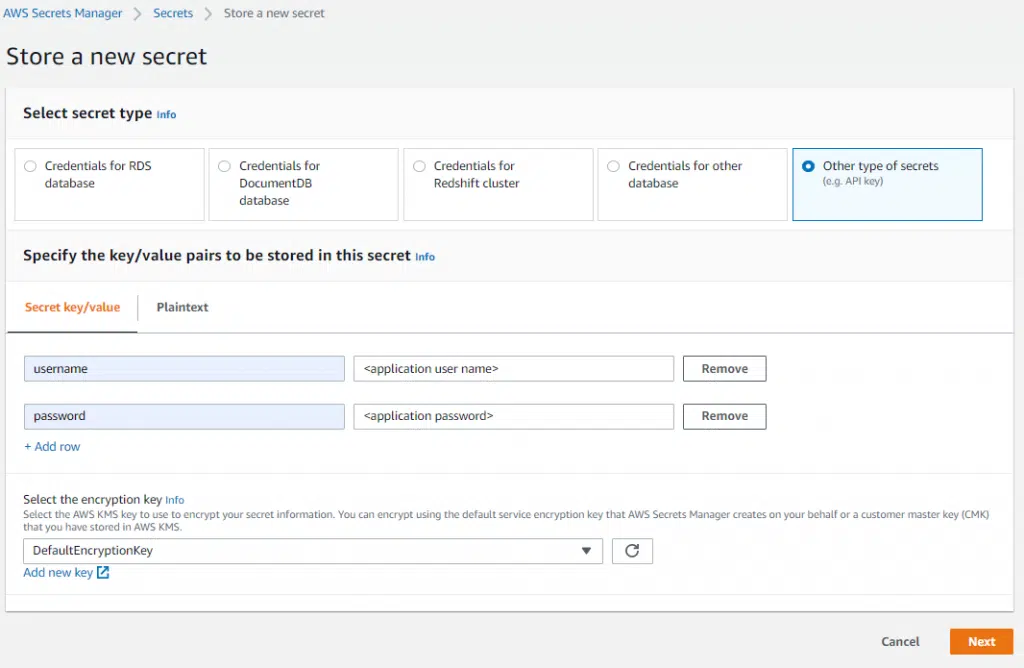 AWS Secrets Manager > Secrets > Store a new secret
Store a new secret
Select secret type Info
Credentials for RDS
database
Credentials for
DocumentDB
database
Credentials for
Redshift cluster
Credentials for other
database
Other type of secrets
(e.g. API key)
Specify the key/value pairs to be stored in this secret Info
Secret key/value
Plaintext
username
<application user name>
Remove
password
<application password>
Remove
+ Add row
Select the encryption key Info
Select the AWS KMS key to use to encrypt your secret information. You can encrypt using the default service encryption key that AWS Secrets Manager creates on your behalf or a customer master key (CMK)
that you have stored in AWS KMS.
DefaultEncryptionKey
Add new key
Cancel
Next